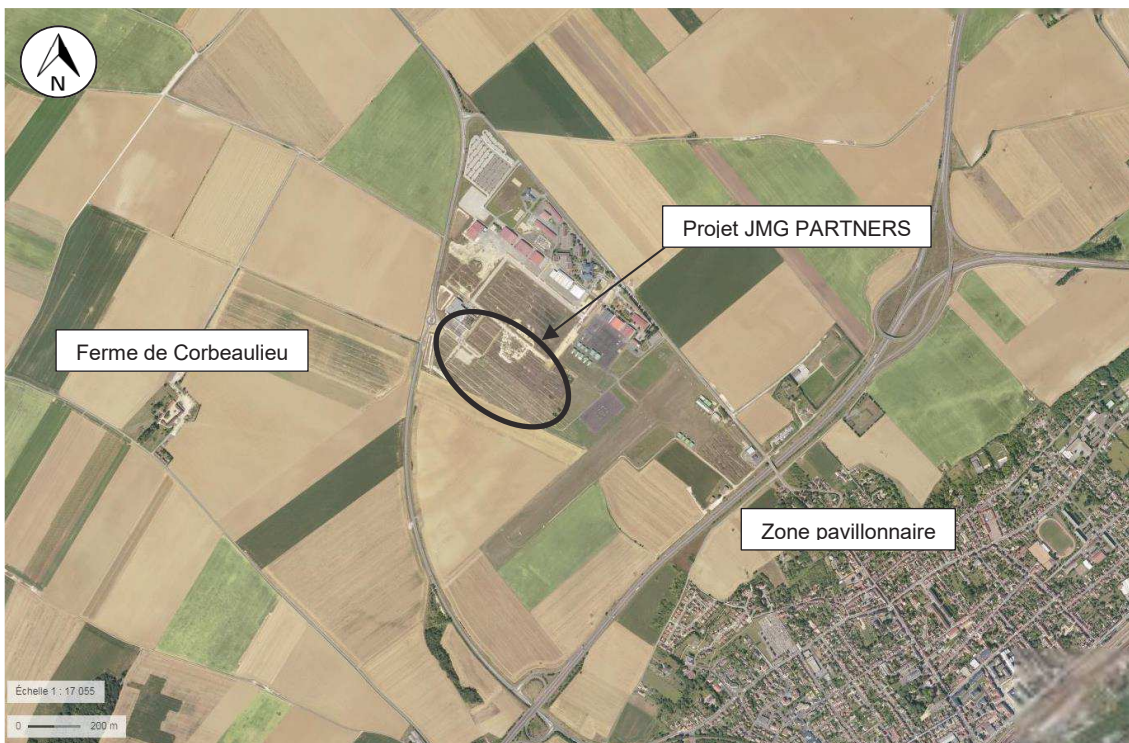 N
Projet JMG PARTNERS
Ferme de Corbeaulieu
Zone pavillonnaire
Échelle 1 : 17 055
0 200 m